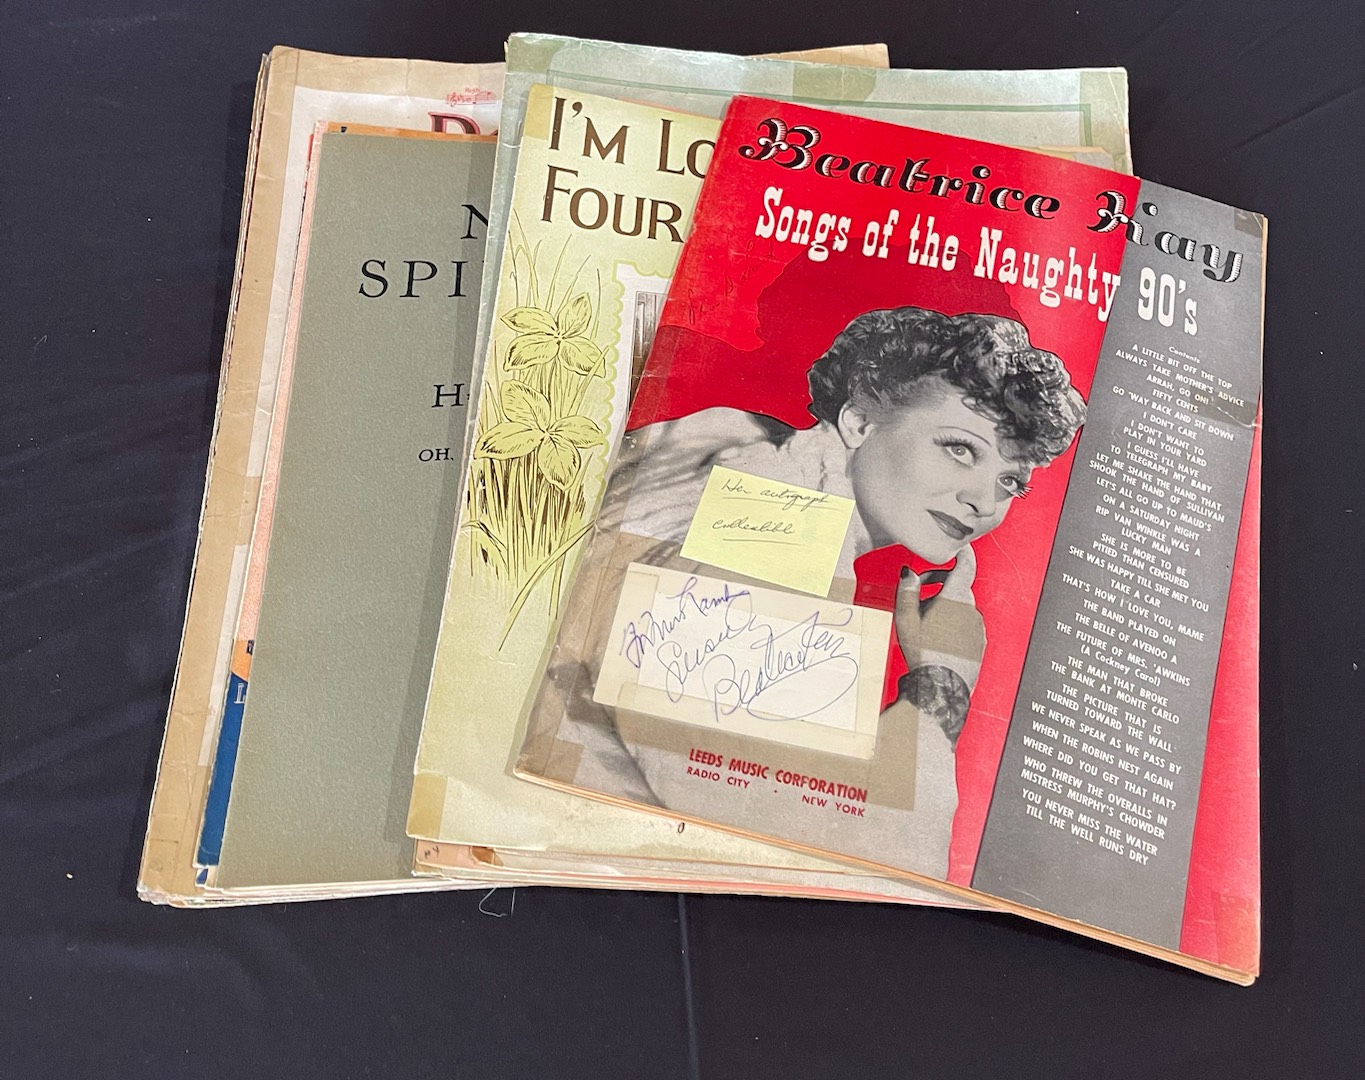 I'M LO
FOUR
N
SPI
H
OH,
Beatrice Kay
Songs of the Naughty 90's
Contents
A LITTLE BIT OFF THE TOP
ALWAYS TAKE MOTHER'S ADVICE
ARRAH, GO ON!
FIFTY CENTS
GO 'WAY BACK AND SIT DOWN
I DON'T CARE
I DON'T WANT TO
PLAY IN YOUR YARD
I GUESS I'LL HAVE
TO TELEGRAPH MY BABY
LET ME SHAKE THE HAND THAT
SHOOK THE HAND OF SULLIVAN
LET'S ALL GO UP TO MAUD'S
ON A SATURDAY NIGHT
RIP VAN WINKLE WAS A
LUCKY MAN
SHE IS MORE TO BE
PITIED THAN CENSURED
SHE WAS HAPPY TILL SHE MET YOU
TAKE A CAR
THAT'S HOW I LOVE YOU, MAME
THE BAND PLAYED ON
THE BELLE OF AVENOO A
THE FUTURE OF MRS. 'AWKINS
(A Cockney Carol)
THE MAN THAT BROKE
THE BANK AT MONTE CARLO
THE PICTURE THAT IS
TURNED TOWARD THE WALL
WE NEVER SPEAK AS WE PASS BY
WHEN THE ROBINS NEST AGAIN
WHERE DID YOU GET THAT HAT?
WHO THREW THE OVERALLS IN
MISTRESS MURPHY'S CHOWDER
YOU NEVER MISS THE WATER
TILL THE WELL RUNS DRY
Her autograph
collectible
Beatrice Kay
LEEDS MUSIC CORPORATION
RADIO CITY · NEW YORK